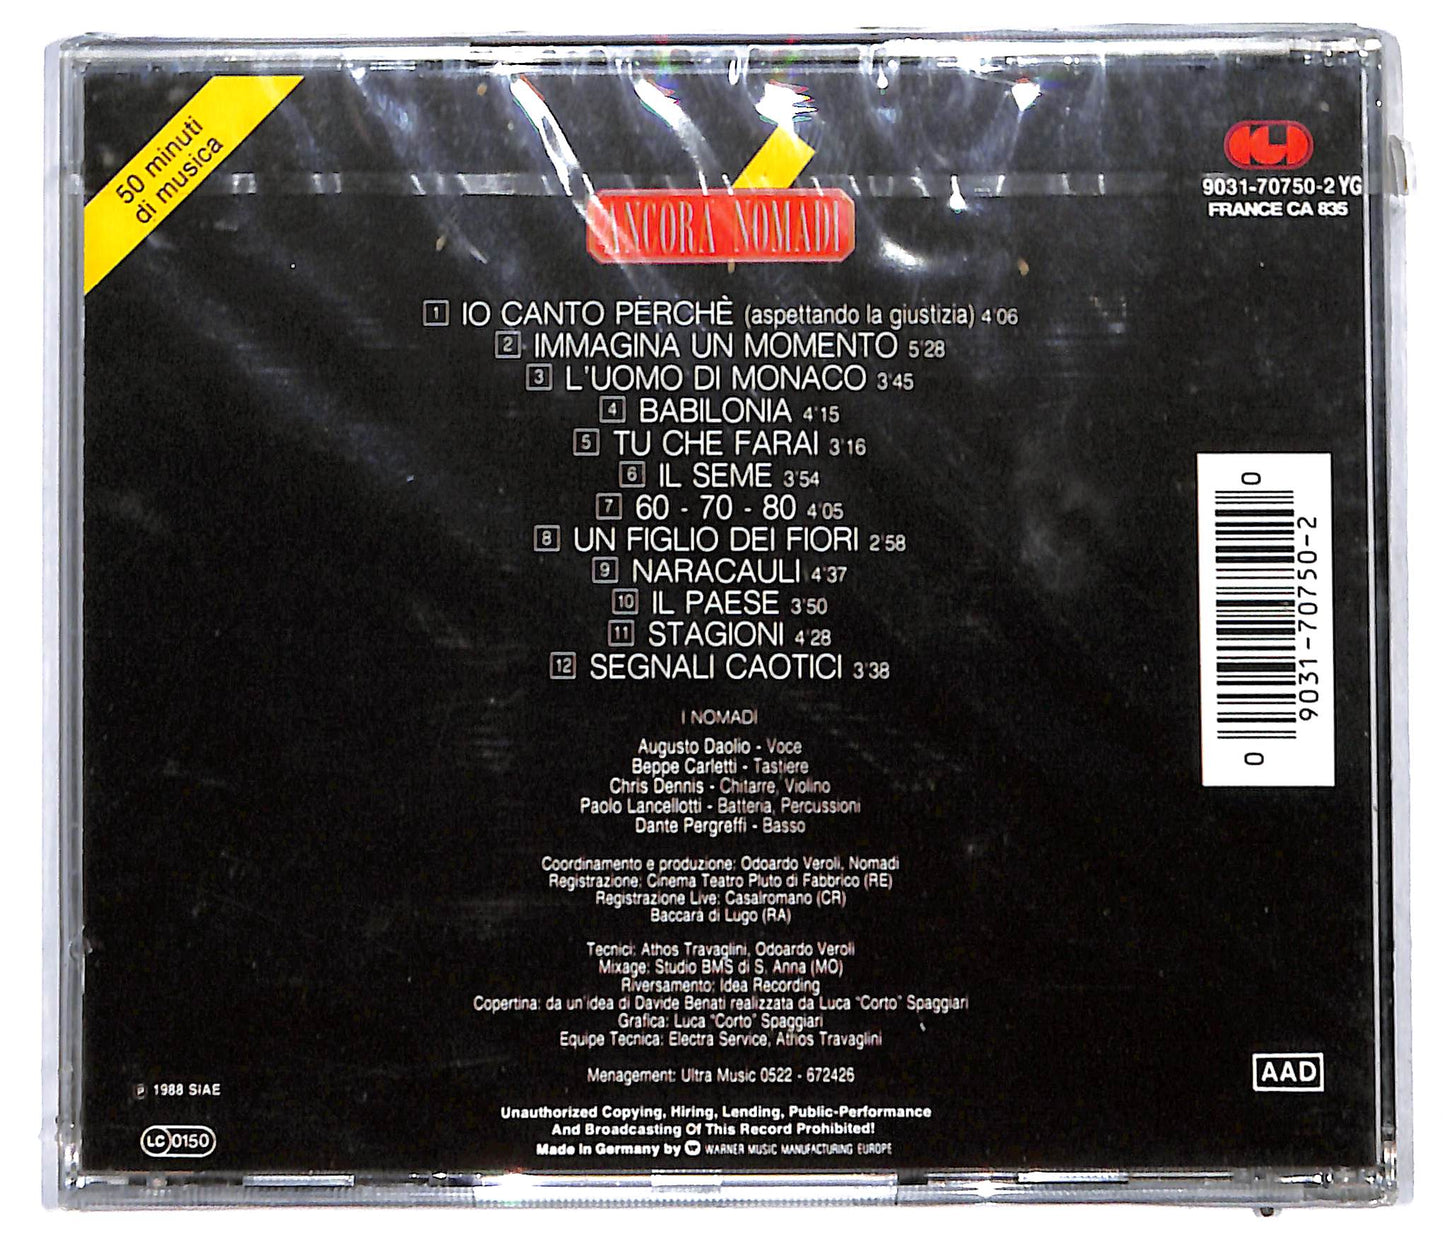 50 minuti
di musica
CGD
9031-70750-2 YG
FRANCE CA 835
ANCORA NOMADI
1 IO CANTO PERCHÈ (aspettando la giustizia) 4'06
2 IMMAGINA UN MOMENTO 5'28
3 L'UOMO DI MONACO 3'45
4 BABILONIA 4'15
5 TU CHE FARAI 3'16
6 IL SEME 3'54
7 60 - 70 - 80 4'05
8 UN FIGLIO DEI FIORI 2'58
9 NARACAULI 4'37
10 IL PAESE 3'50
11 STAGIONI 4'28
12 SEGNALI CAOTICI 3'38
0 9031-70750-2 0
I NOMADI
Augusto Daolio - Voce
Beppe Carletti - Tastiere
Chris Dennis - Chitarre, Violino
Paolo Lancellotti - Batteria, Percussioni
Dante Pergreffi - Basso
Coordinamento e produzione: Odoardo Veroli, Nomadi
Registrazione: Cinema Teatro Pluto di Fabbrico (RE)
Registrazione Live: Casalromano (CR)
Baccarà di Lugo (RA)
Tecnici: Athos Travaglini, Odoardo Veroli
Mixage: Studio BMS di S. Anna (MO)
Riversamento: Idea Recording
Copertina: da un'idea di Davide Benati realizzata da Luca "Corto" Spaggiari
Grafica: Luca "Corto" Spaggiari
Equipe Tecnica: Electra Service, Athos Travaglini
Menagement: Ultra Music 0522 - 672426
℗ 1988 SIAE
AAD
LC 0150
Unauthorized Copying, Hiring, Lending, Public-Performance
And Broadcasting Of This Record Prohibited!
Made in Germany by WARNER MUSIC MANUFACTURING EUROPE